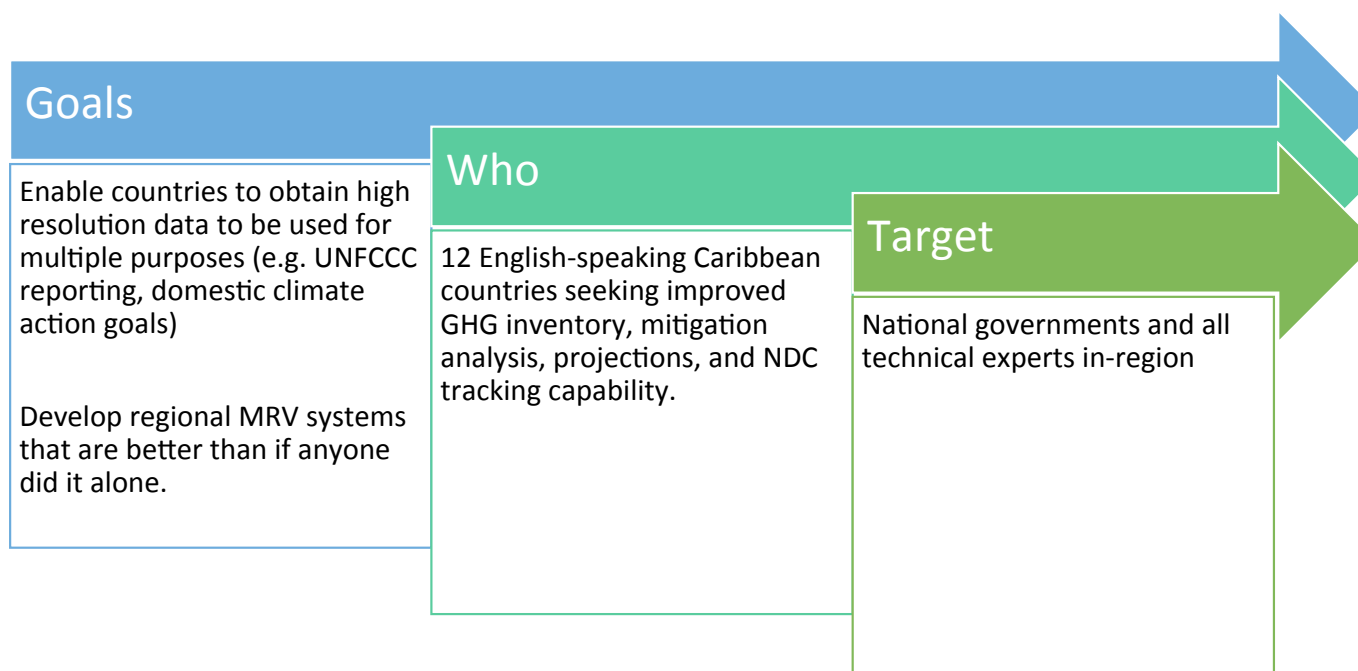 Goals
Enable countries to obtain high
resolution data to be used for
multiple purposes (e.g. UNFCCC
reporting, domestic climate
action goals)
Develop regional MRV systems
that are better than if anyone
did it alone.
Who
12 English-speaking Caribbean
countries seeking improved
GHG inventory, mitigation
analysis, projections, and NDC
tracking capability.
Target
National governments and all
technical experts in-region